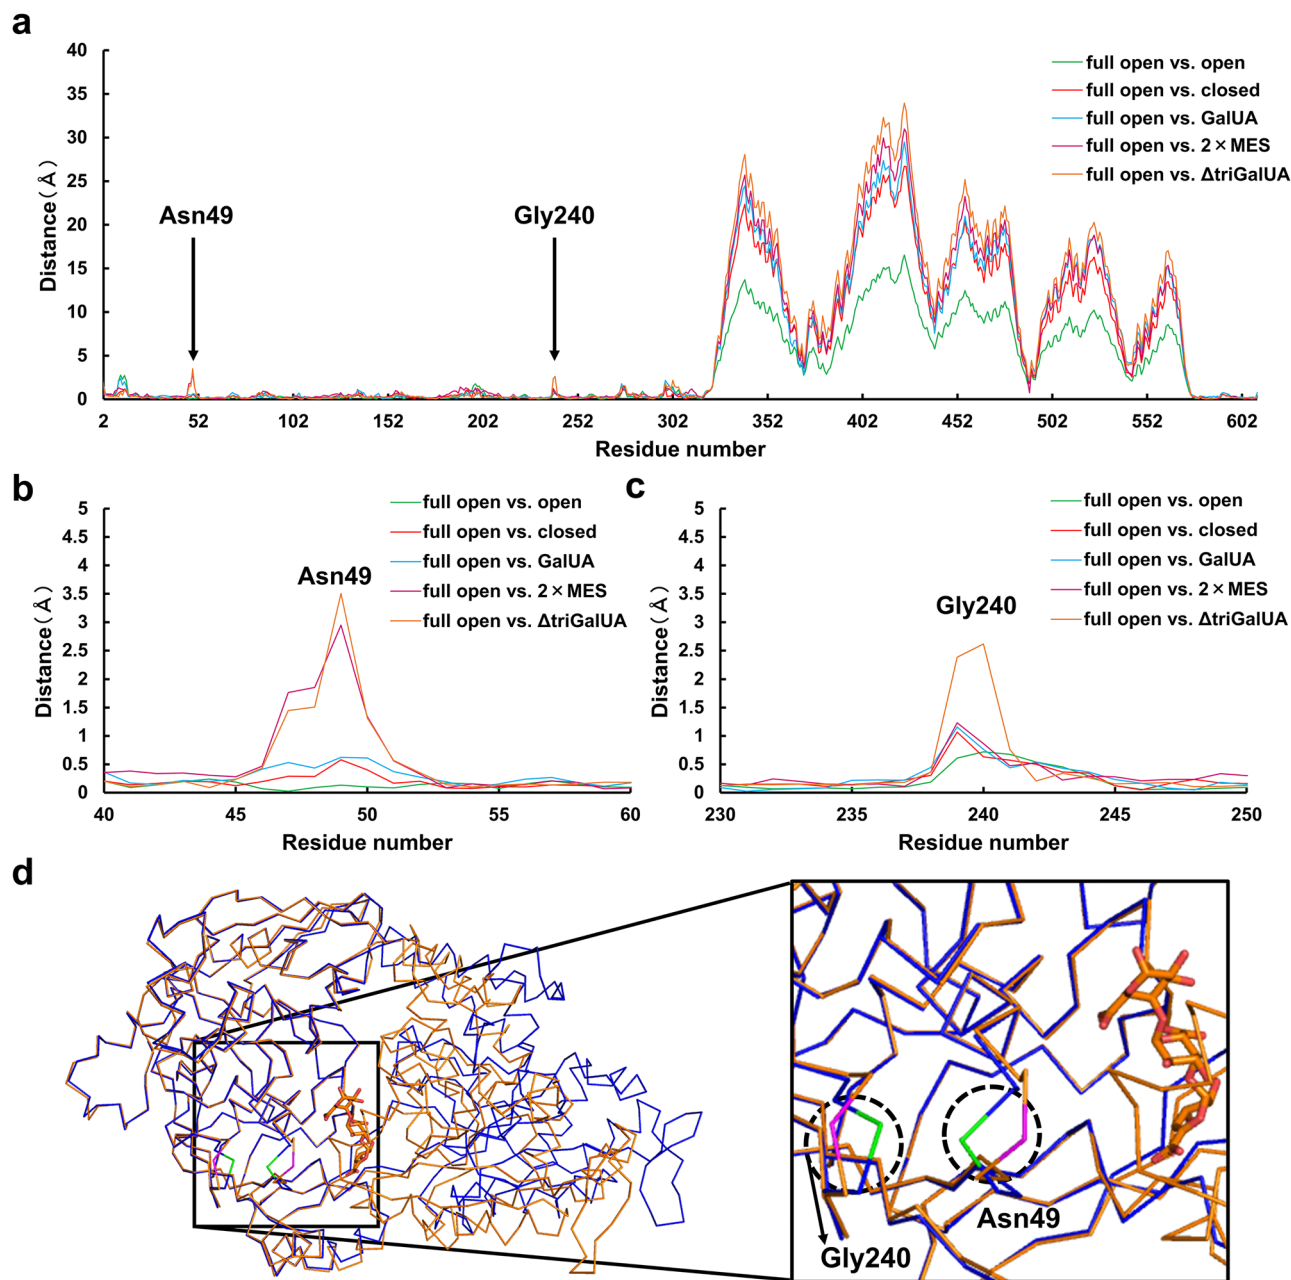 a
40
35
30
25
20
15
10
5
0
Distance(Å)
2 52 102 152 202 252 302 352 402 452 502 552 602
Residue number
Asn49
Gly240
full open vs. open
full open vs. closed
full open vs. GalUA
full open vs. 2×MES
full open vs. ΔtriGalUA
b
5
4.5
4
3.5
3
2.5
2
1.5
1
0.5
0
Distance(Å)
40 45 50 55 60
Residue number
Asn49
full open vs. open
full open vs. closed
full open vs. GalUA
full open vs. 2×MES
full open vs. ΔtriGalUA
c
5
4.5
4
3.5
3
2.5
2
1.5
1
0.5
0
Distance(Å)
230 235 240 245 250
Residue number
Gly240
full open vs. open
full open vs. closed
full open vs. GalUA
full open vs. 2×MES
full open vs. ΔtriGalUA
d
Asn49
Gly240